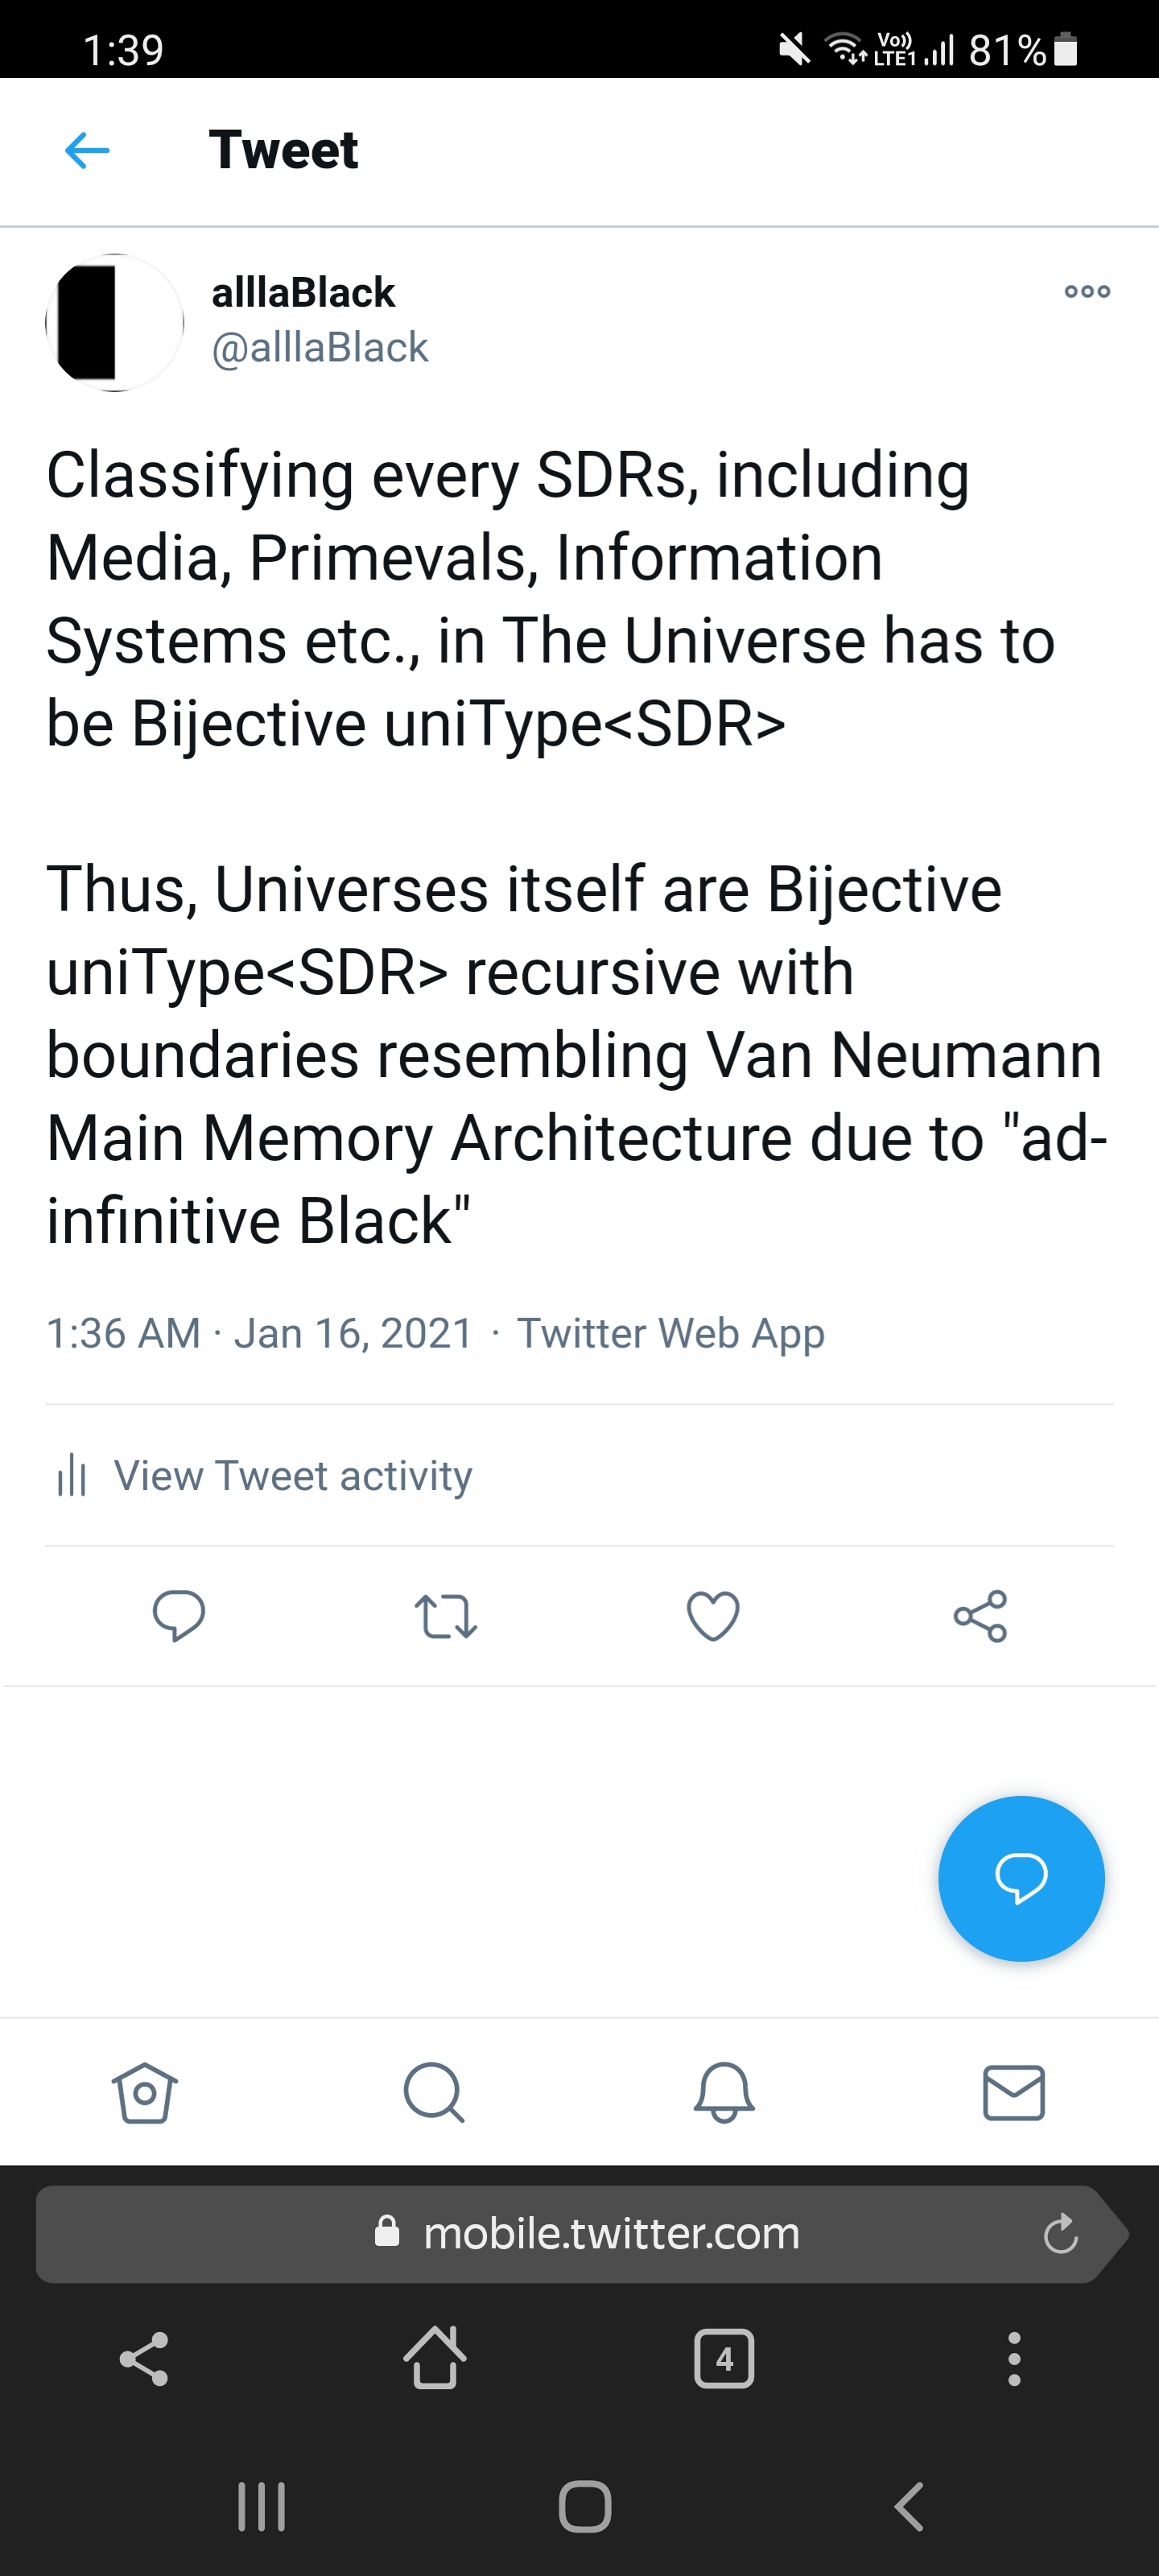 1:39
Vo))
LTE1
81%
Tweet
alllaBlack
@alllaBlack
Classifying every SDRs, including
Media, Primevals, Information
Systems etc., in The Universe has to
be Bijective uniType<SDR>
Thus, Universes itself are Bijective
uniType<SDR> recursive with
boundaries resembling Van Neumann
Main Memory Architecture due to "ad-
infinitive Black"
1:36 AM · Jan 16, 2021 · Twitter Web App
View Tweet activity
mobile.twitter.com
4